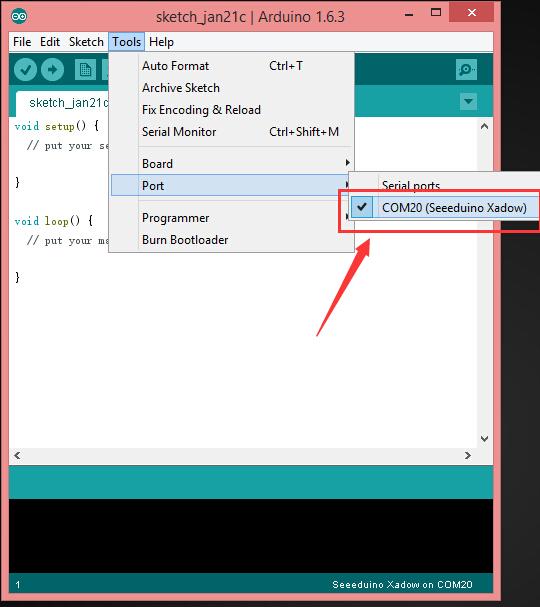 sketch_jan21c | Arduino 1.6.3
File Edit Sketch Tools Help
Auto Format Ctrl+T
Archive Sketch
Fix Encoding & Reload
Serial Monitor Ctrl+Shift+M
Board
Port
Programmer
Burn Bootloader
Serial ports
COM20 (Seeeduino Xadow)
sketch_jan21c
void setup() {
// put your se
}
void loop() {
// put your ma
}
1 Seeeduino Xadow on COM20